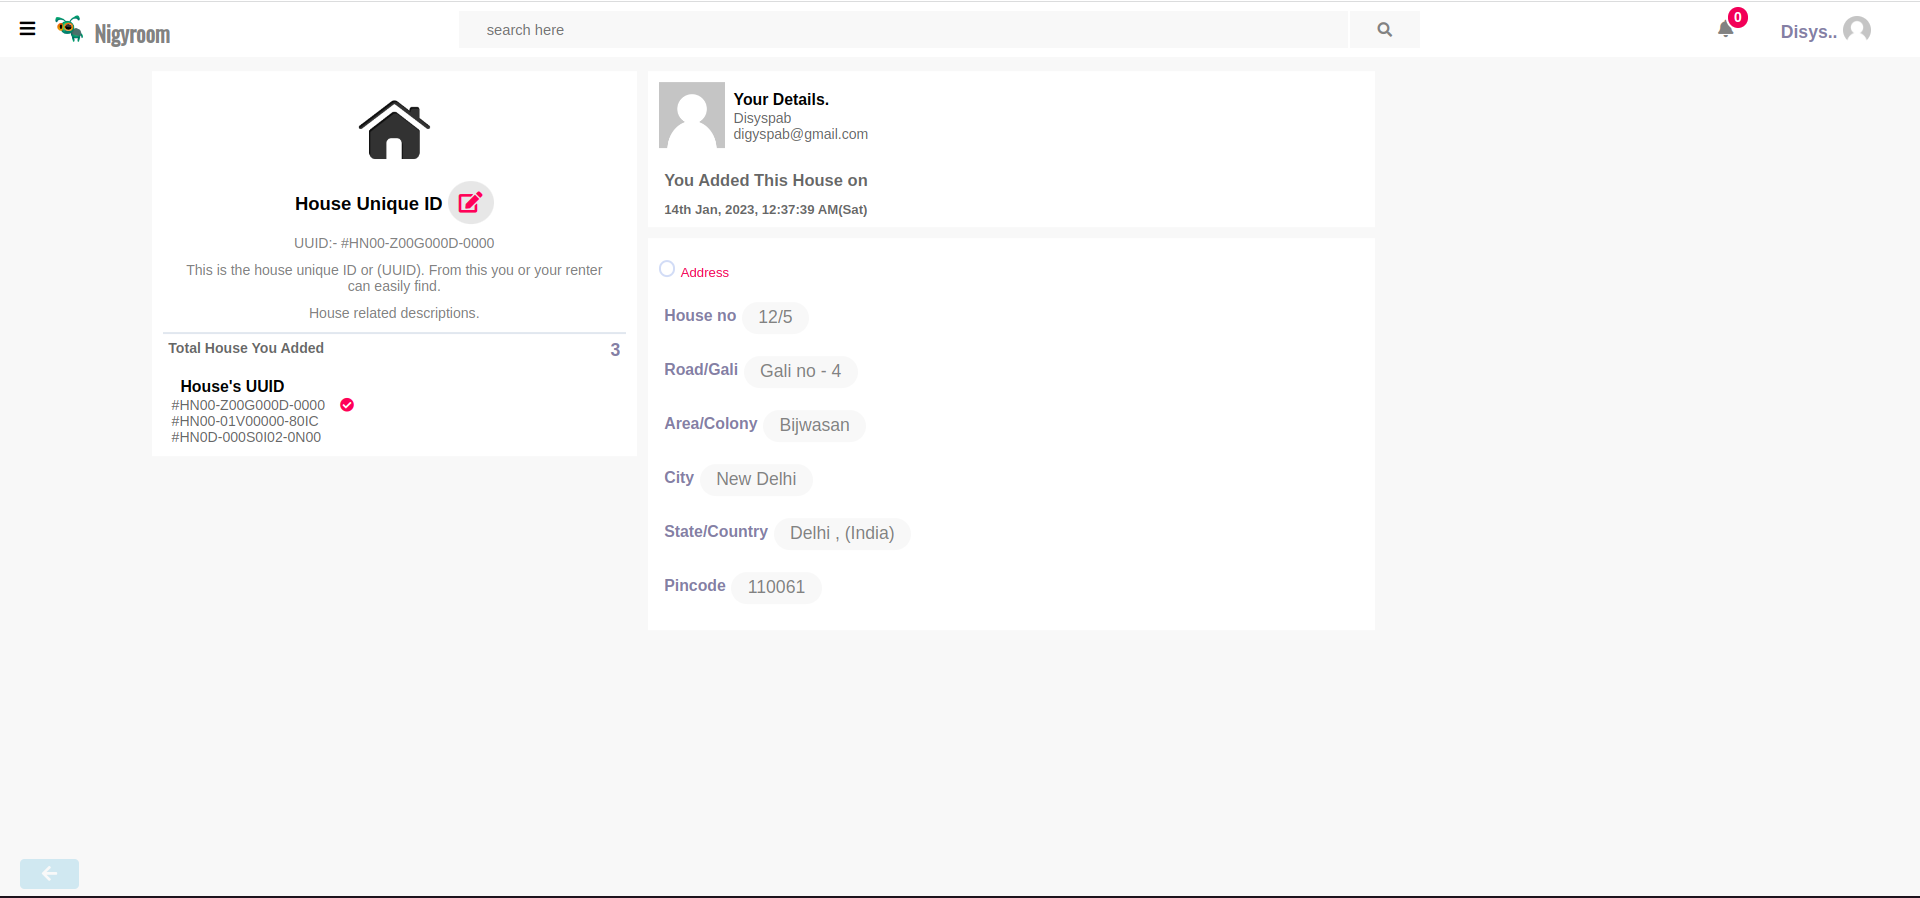 Nigyroom
search here
0
Disys..
House Unique ID
UUID:- #HN00-Z00G000D-0000
This is the house unique ID or (UUID). From this you or your renter
can easily find.
House related descriptions.
Total House You Added
3
House's UUID
#HN00-Z00G000D-0000
#HN00-01V00000-80IC
#HN0D-000S0I02-0N00
Your Details.
Disyspab
digyspab@gmail.com
You Added This House on
14th Jan, 2023, 12:37:39 AM(Sat)
Address
House no 12/5
Road/Gali Gali no - 4
Area/Colony Bijwasan
City New Delhi
State/Country Delhi , (India)
Pincode 110061